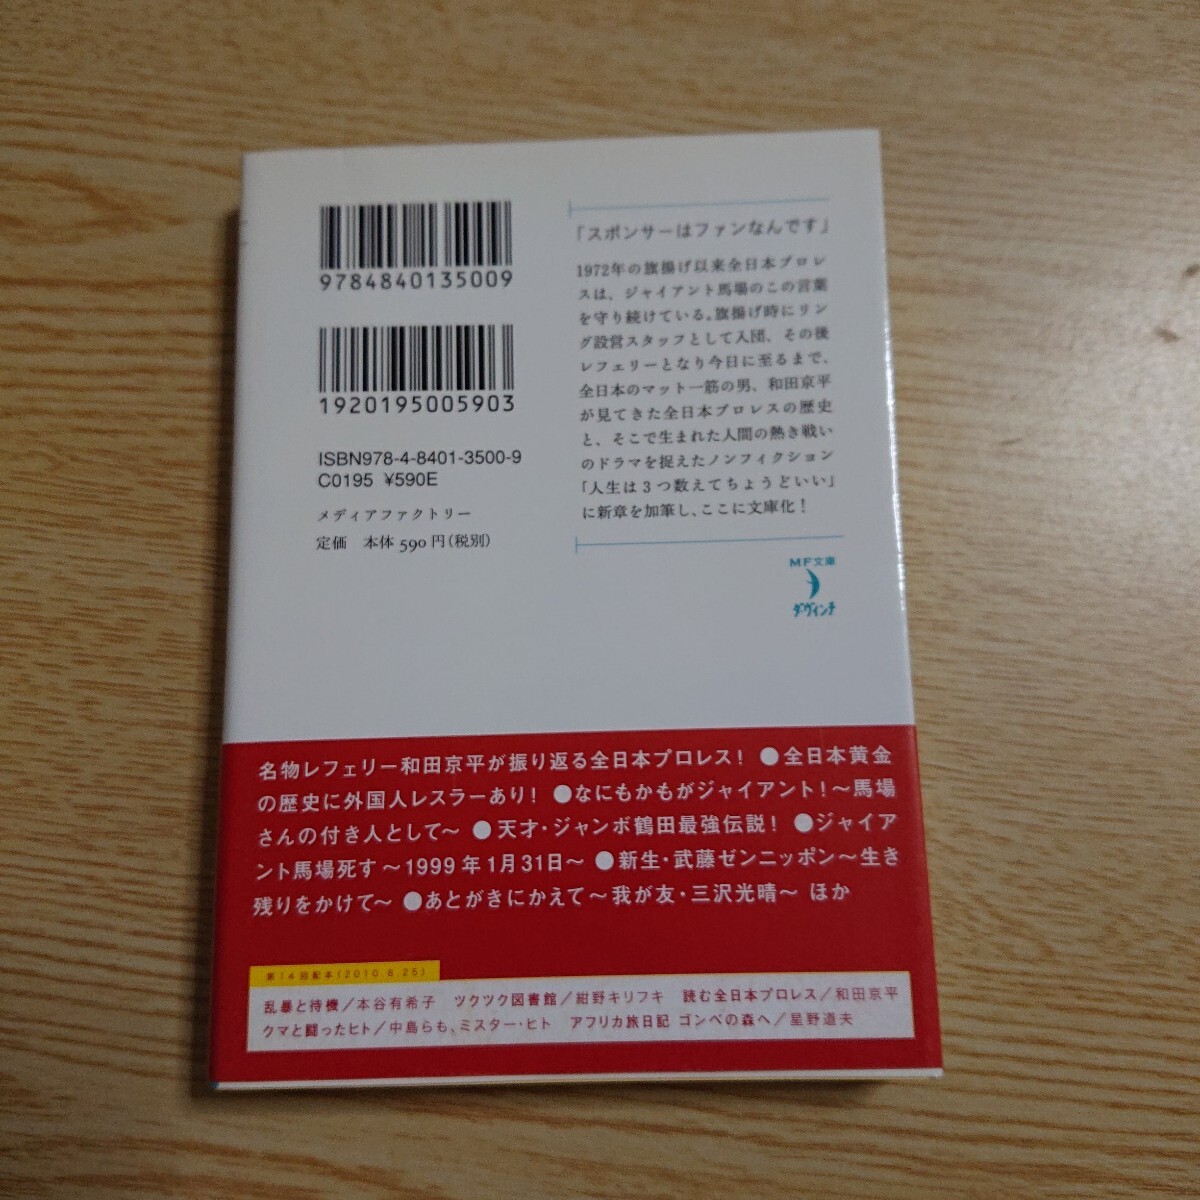 9784840135009
1920195005903
ISBN978-4-8401-3500-9
C0195 ¥590E
メディアファクトリー
定価 本体 590円(税別)
「スポンサーはファンなんです」
1972年の旗揚げ以来全日本プロレ
スは、ジャイアント馬場のこの言葉
を守り続けている。旗揚げ時にリン
グ設営スタッフとして入団、その後
レフェリーとなり今日に至るまで、
全日本のマット一筋の男、和田京平
が見てきた全日本プロレスの歴史
と、そこで生まれた人間の熱き戦い
のドラマを捉えたノンフィクション
「人生は3つ数えてちょうどいい」
に新章を加筆し、ここに文庫化!
MF文庫
ダ・ヴィンチ
名物レフェリー和田京平が振り返る全日本プロレス! ●全日本黄金
の歴史に外国人レスラーあり! ●なにもかもがジャイアント!〜馬場
さんの付き人として〜 ●天才・ジャンボ鶴田最強伝説! ●ジャイア
ント馬場死す〜1999年1月31日〜 ●新生・武藤ゼンニッポン〜生き
残りをかけて〜 ●あとがきにかえて〜我が友・三沢光晴〜 ほか
第14回配本(2010.8.25)
乱暴と待機/本谷有希子 ツクツク図書館/紺野キリフキ 読む全日本プロレス/和田京平
クマと闘ったヒト/中島らも、ミスター・ヒト アフリカ旅日記 ゴンベの森へ/星野道夫